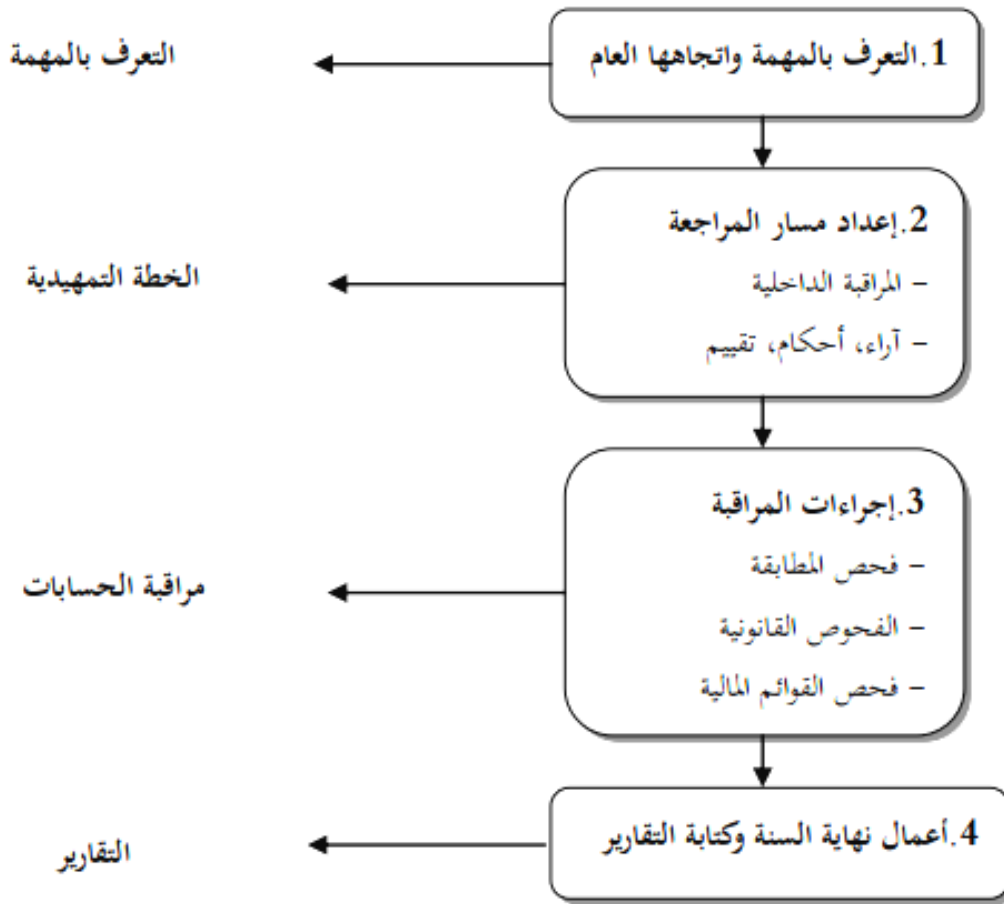 1.التعرف بالمهمة واتجاهها العام
التعرف بالمهمة
2.إعداد مسار المراجعة
– المراقبة الداخلية
– آراء، أحكام، تقييم
الخطة التمهيدية
3.إجراءات المراقبة
– فحص المطابقة
– الفحوص القانونية
– فحص القوائم المالية
مراقبة الحسابات
4.أعمال نهاية السنة وكتابة التقارير
التقارير